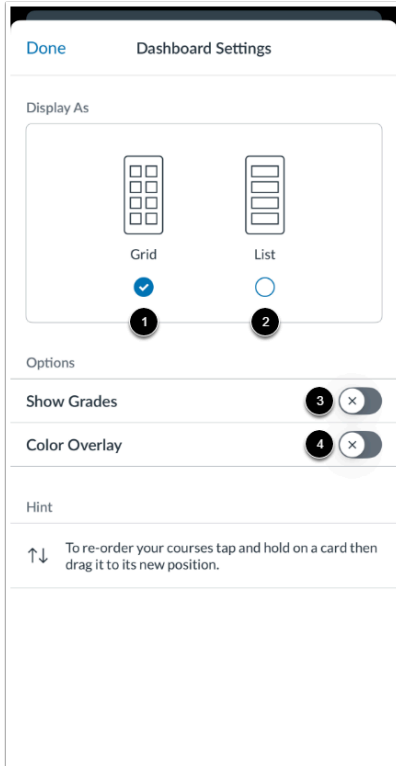 Done
Dashboard Settings
Display As
Grid
List
1
2
Options
Show Grades
3
Color Overlay
4
Hint
To re-order your courses tap and hold on a card then
drag it to its new position.